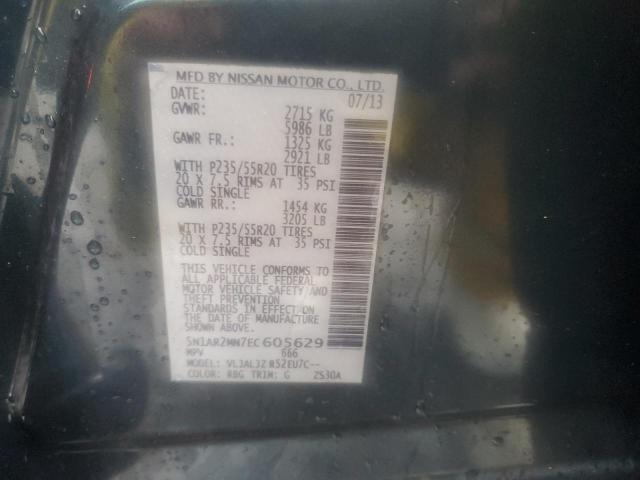 MFD BY NISSAN MOTOR CO., LTD.
DATE: 07/13
GVWR: 2715 KG
5986 LB
GAWR FR.: 1325 KG
2921 LB
WITH P235/55R20 TIRES
20 X 7.5 RIMS AT 35 PSI
COLD SINGLE
GAWR RR.: 1454 KG
3205 LB
WITH P235/55R20 TIRES
20 X 7.5 RIMS AT 35 PSI
COLD SINGLE
THIS VEHICLE CONFORMS TO
ALL APPLICABLE FEDERAL
MOTOR VEHICLE SAFETY AND
THEFT PREVENTION
STANDARDS IN EFFECT ON
THE DATE OF MANUFACTURE
SHOWN ABOVE.
5N1AR2MN7EC605629
MPV 666
MODEL: VLJALJZ R52EU7C--
COLOR: RBG TRIM: G ZS30A